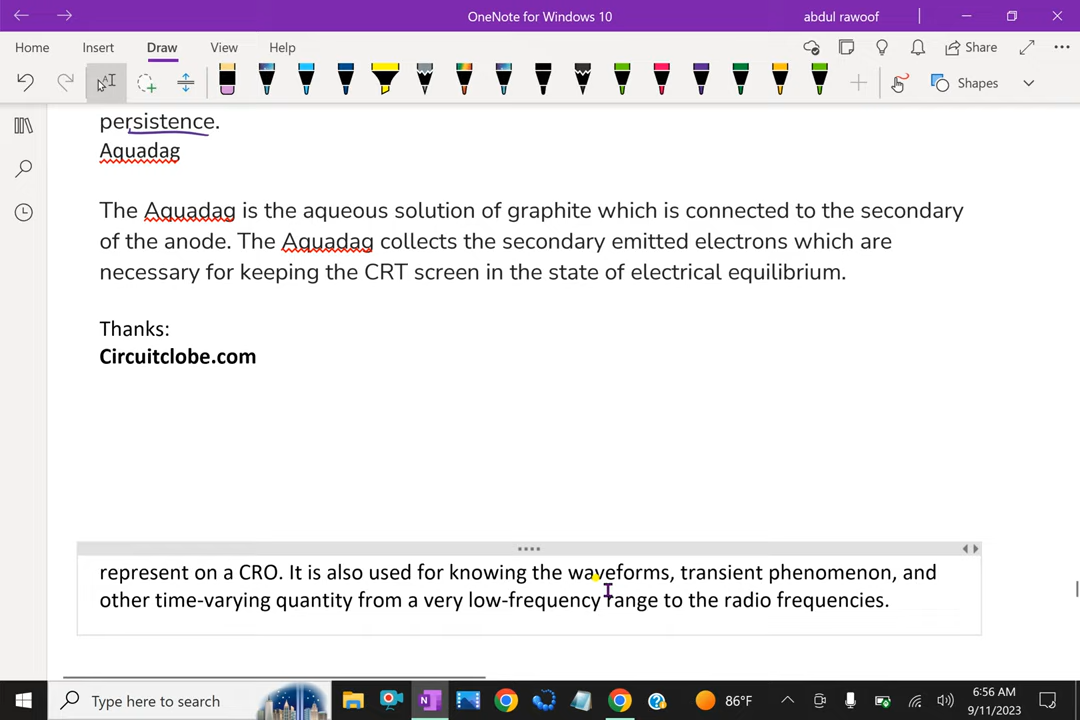 OneNote for Windows 10
abdul rawoof
Home Insert Draw View Help
Share
Shapes
persistence.
Aquadag
The Aquadag is the aqueous solution of graphite which is connected to the secondary
of the anode. The Aquadag collects the secondary emitted electrons which are
necessary for keeping the CRT screen in the state of electrical equilibrium.
Thanks:
Circuitclobe.com
represent on a CRO. It is also used for knowing the waveforms, transient phenomenon, and
other time-varying quantity from a very low-frequency range to the radio frequencies.
Type here to search
86°F
6:56 AM
9/11/2023